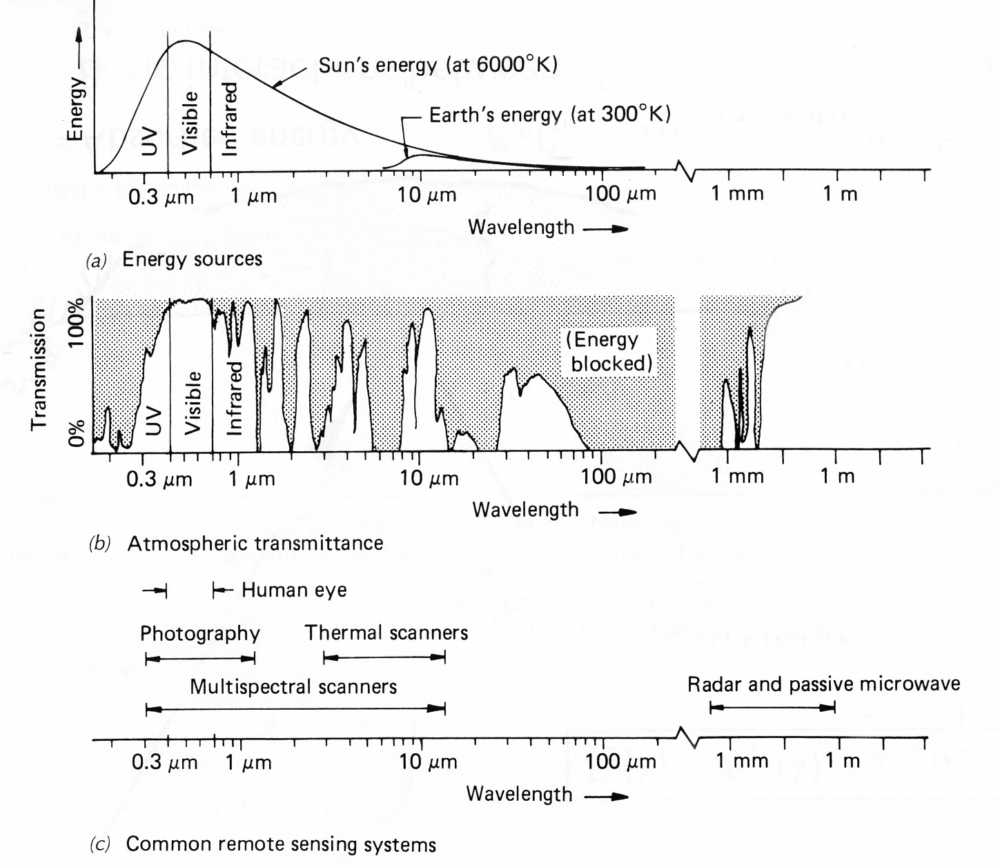 Energy
Sun's energy (at 6000°K)
Earth's energy (at 300°K)
UV
Visible
Infrared
0.3 μm
1 μm
10 μm
100 μm
1 mm
1 m
Wavelength
(a) Energy sources
Transmission
0%
100%
UV
Visible
Infrared
(Energy
blocked)
0.3 μm
1 μm
10 μm
100 μm
1 mm
1 m
Wavelength
(b) Atmospheric transmittance
Human eye
Photography
Thermal scanners
Multispectral scanners
Radar and passive microwave
0.3 μm
1 μm
10 μm
100 μm
1 mm
1 m
Wavelength
(c) Common remote sensing systems